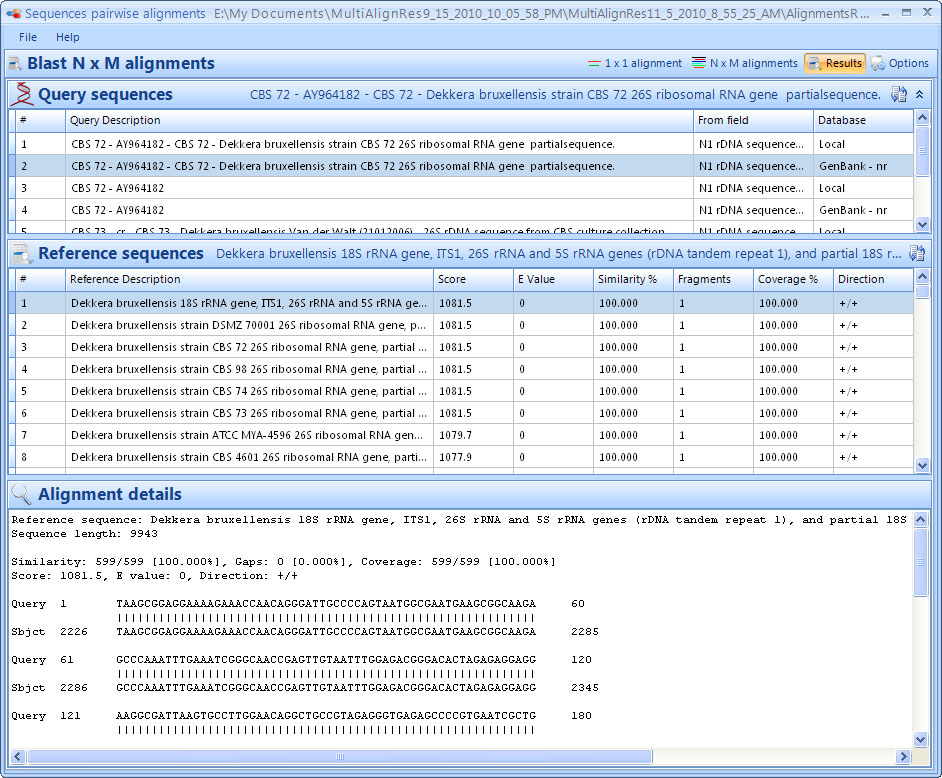 Sequences pairwise alignments E:\My Documents\MultiAlignRes9_15_2010_10_05_58_PM\MultiAlignRes11_5_2010_8_55_25_AM\AlignmentsR...
File Help
Blast N x M alignments 1 x 1 alignment N x M alignments Results Options
Query sequences CBS 72 - AY964182 - CBS 72 - Dekkera bruxellensis strain CBS 72 26S ribosomal RNA gene partialsequence.
# Query Description From field Database
1 CBS 72 - AY964182 - CBS 72 - Dekkera bruxellensis strain CBS 72 26S ribosomal RNA gene partialsequence. N1 rDNA sequence... Local
2 CBS 72 - AY964182 - CBS 72 - Dekkera bruxellensis strain CBS 72 26S ribosomal RNA gene partialsequence. N1 rDNA sequence... GenBank - nr
3 CBS 72 - AY964182 N1 rDNA sequence... Local
4 CBS 72 - AY964182 N1 rDNA sequence... GenBank - nr
5 CBS 73 - cr - CBS 73 - Dekkera bruxellensis Van der Walt (21012006) - 26S rDNA sequence from CBS culture collection N1 rDNA sequence... Local
Reference sequences Dekkera bruxellensis 18S rRNA gene, ITS1, 26S rRNA and 5S rRNA genes (rDNA tandem repeat 1), and partial 18S r...
# Reference Description Score E Value Similarity % Fragments Coverage % Direction
1 Dekkera bruxellensis 18S rRNA gene, ITS1, 26S rRNA and 5S rRNA ge... 1081.5 0 100.000 1 100.000 +/+
2 Dekkera bruxellensis strain DSMZ 70001 26S ribosomal RNA gene, p... 1081.5 0 100.000 1 100.000 +/+
3 Dekkera bruxellensis strain CBS 72 26S ribosomal RNA gene, partial ... 1081.5 0 100.000 1 100.000 +/+
4 Dekkera bruxellensis strain CBS 98 26S ribosomal RNA gene, partial ... 1081.5 0 100.000 1 100.000 +/+
5 Dekkera bruxellensis strain CBS 74 26S ribosomal RNA gene, partial ... 1081.5 0 100.000 1 100.000 +/+
6 Dekkera bruxellensis strain CBS 73 26S ribosomal RNA gene, partial ... 1081.5 0 100.000 1 100.000 +/+
7 Dekkera bruxellensis strain ATCC MYA-4596 26S ribosomal RNA gen... 1079.7 0 100.000 1 100.000 +/+
8 Dekkera bruxellensis strain CBS 4601 26S ribosomal RNA gene, parti... 1077.9 0 100.000 1 100.000 +/+
Alignment details
Reference sequence: Dekkera bruxellensis 18S rRNA gene, ITS1, 26S rRNA and 5S rRNA genes (rDNA tandem repeat 1), and partial 18S
Sequence length: 9943
Similarity: 599/599 [100.000%], Gaps: 0 [0.000%], Coverage: 599/599 [100.000%]
Score: 1081.5, E value: 0, Direction: +/+
Query 1 TAAGCGGAGGAAAAGAAACCAACAGGGATTGCCCCAGTAATGGCGAATGAAGCGGCAAGA 60
||||||||||||||||||||||||||||||||||||||||||||||||||||||||||||
Sbjct 2226 TAAGCGGAGGAAAAGAAACCAACAGGGATTGCCCCAGTAATGGCGAATGAAGCGGCAAGA 2285
Query 61 GCCCAAATTTGAAATCGGGCAACCGAGTTGTAATTTGGAGACGGGACACTAGAGAGGAGG 120
||||||||||||||||||||||||||||||||||||||||||||||||||||||||||||
Sbjct 2286 GCCCAAATTTGAAATCGGGCAACCGAGTTGTAATTTGGAGACGGGACACTAGAGAGGAGG 2345
Query 121 AAGGCGATTAAGTGCCTTGGAACAGGCTGCCGTAGAGGGTGAGAGCCCCGTGAATCGCTG 180
||||||||||||||||||||||||||||||||||||||||||||||||||||||||||||